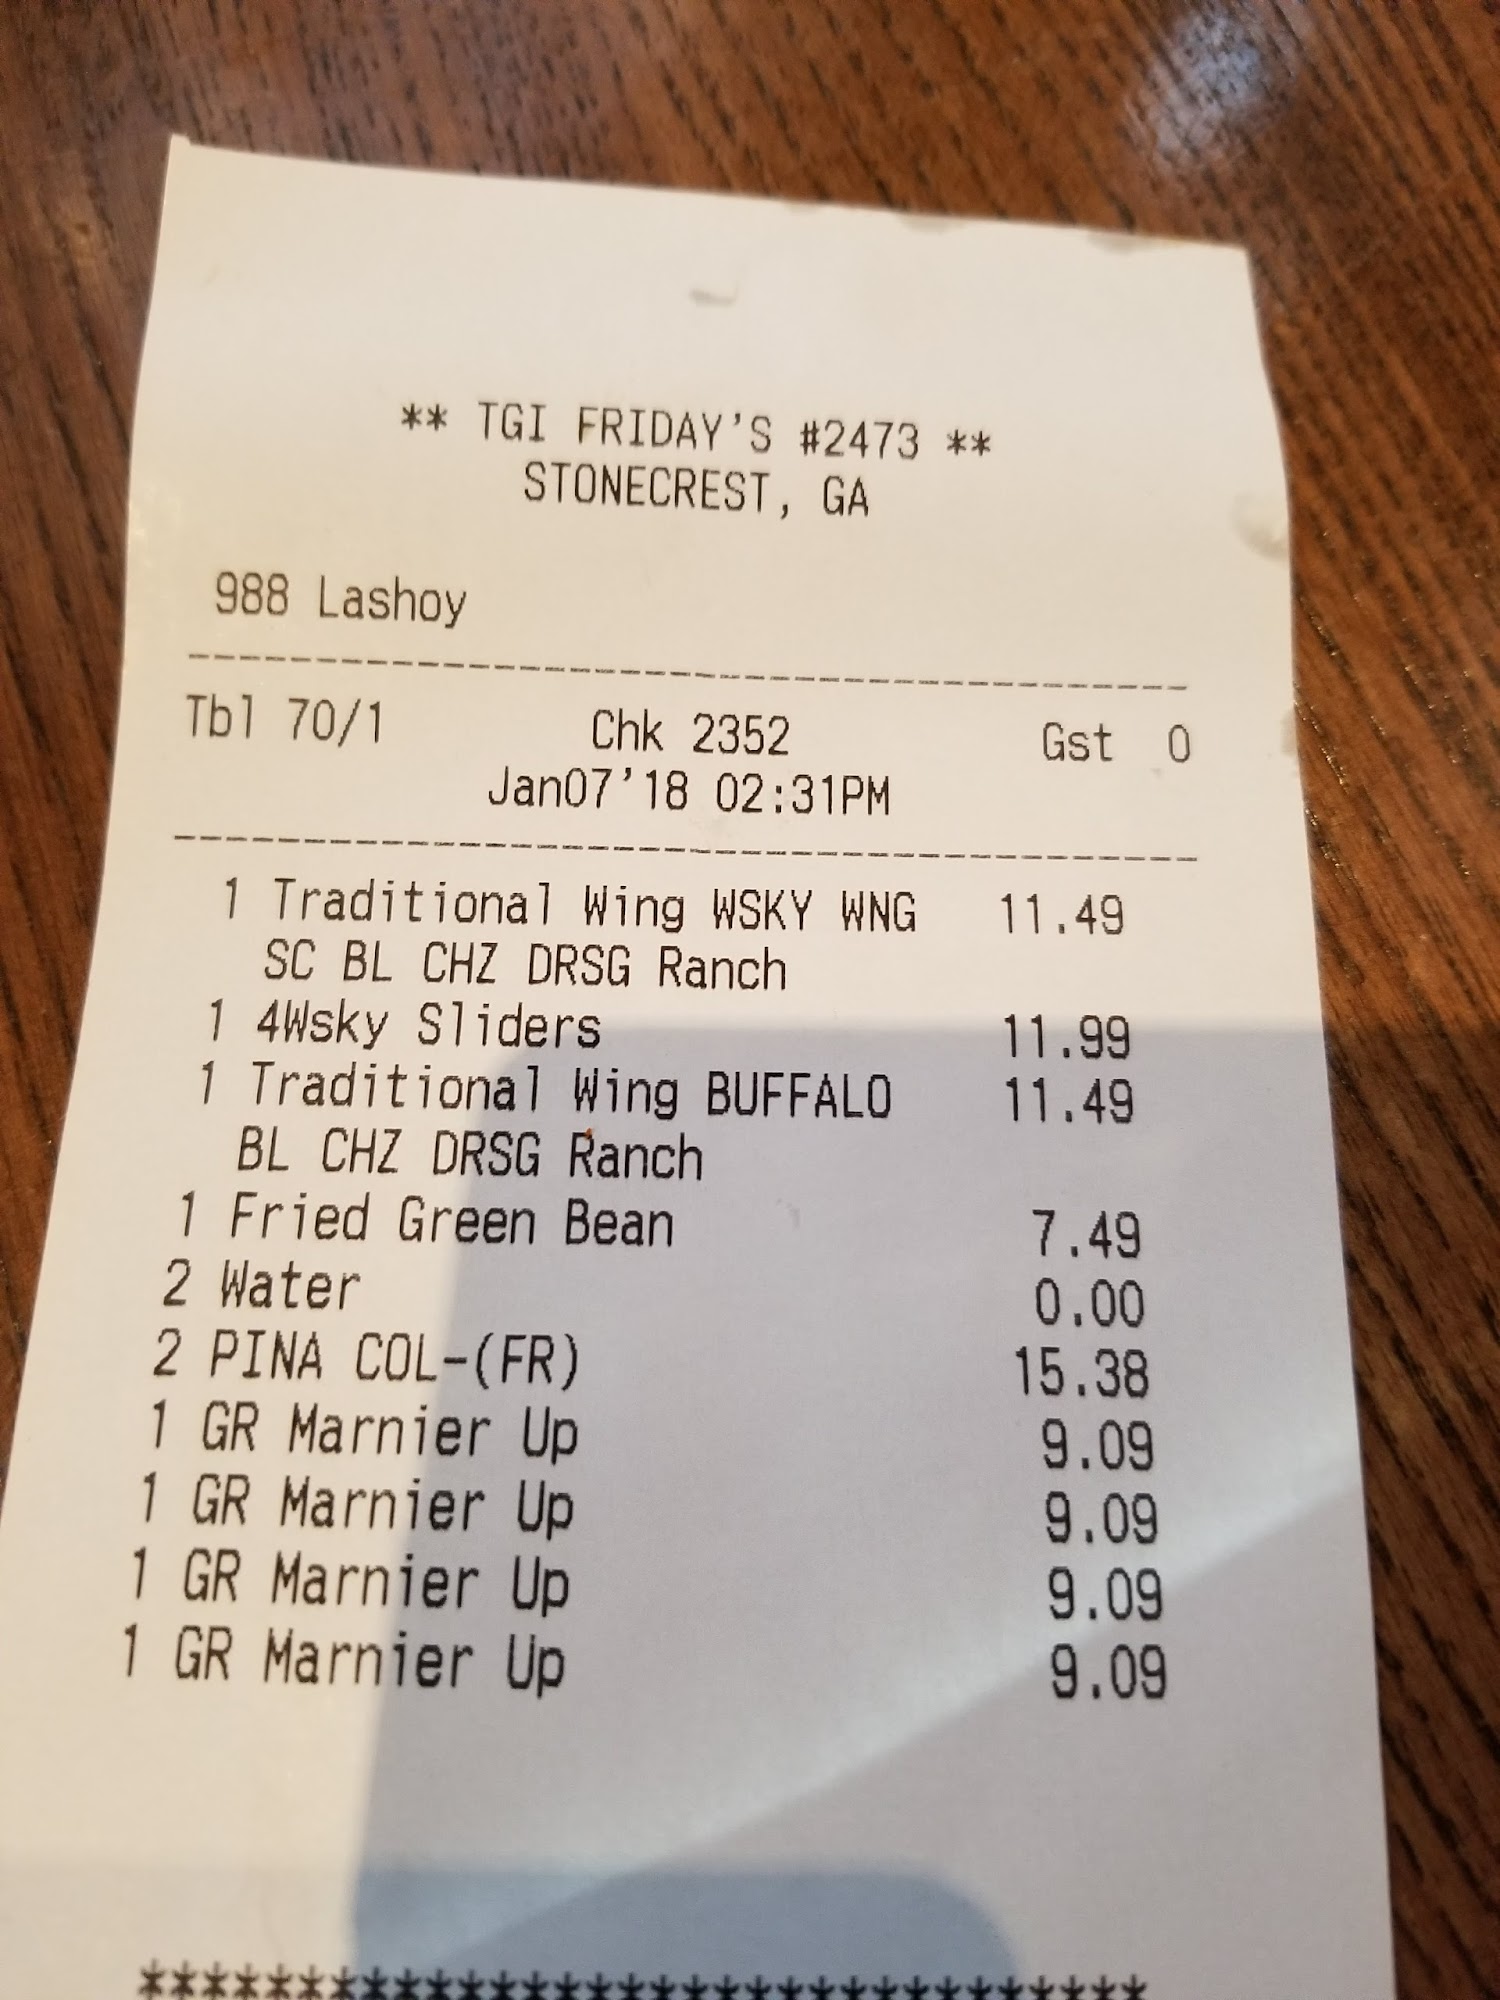 ** TGI FRIDAY'S #2473 **
STONECREST, GA
988 Lashoy
--------------------------------------
Tbl 70/1 Chk 2352 Gst 0
Jan07'18 02:31PM
--------------------------------------
1 Traditional Wing WSKY WNG 11.49
SC BL CHZ DRSG Ranch
1 4Wsky Sliders 11.99
1 Traditional Wing BUFFALO 11.49
BL CHZ DRSG Ranch
1 Fried Green Bean 7.49
2 Water 0.00
2 PINA COL-(FR) 15.38
1 GR Marnier Up 9.09
1 GR Marnier Up 9.09
1 GR Marnier Up 9.09
1 GR Marnier Up 9.09
********************************